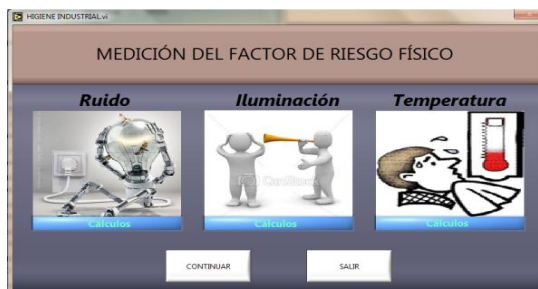 HIGIENE INDUSTRIAL.vi
MEDICIÓN DEL FACTOR DE RIESGO FÍSICO
Ruido
Iluminación
Temperatura
Cálculos
Cálculos
Cálculos
CONTINUAR
SALIR